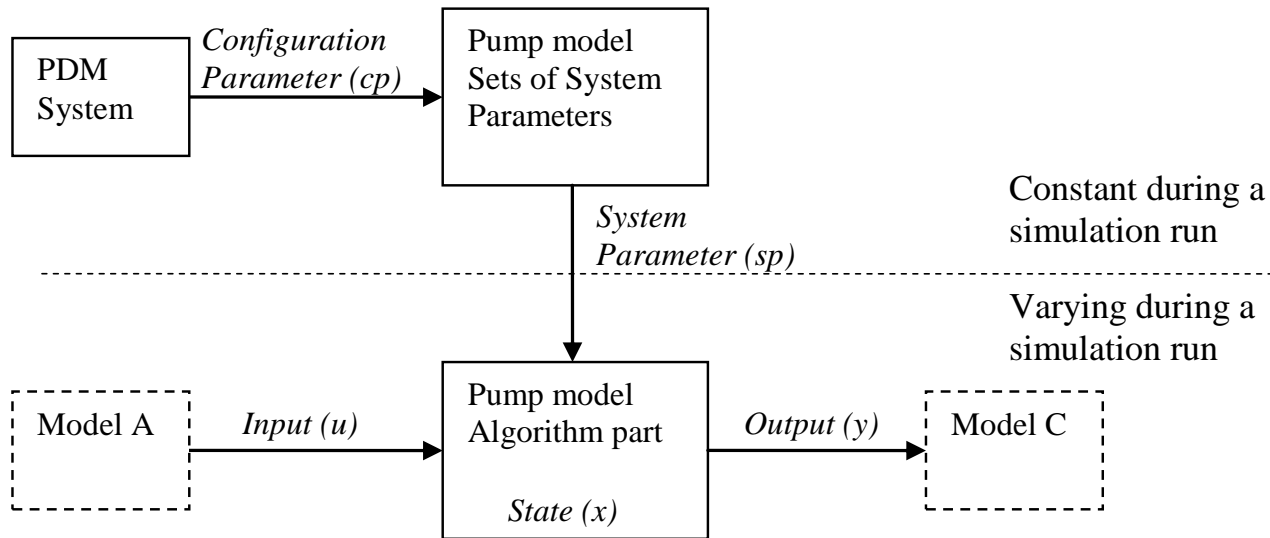 PDM
System
Configuration
Parameter (cp)
Pump model
Sets of System
Parameters
Constant during a
simulation run
System
Parameter (sp)
Varying during a
simulation run
Model A
Input (u)
Pump model
Algorithm part
State (x)
Output (y)
Model C